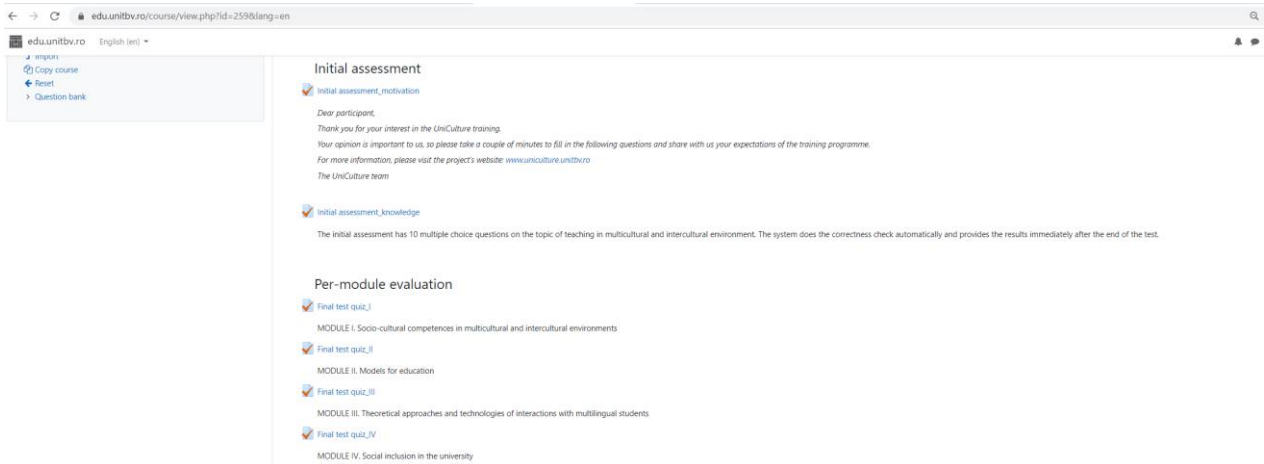 edu.unitbv.ro/course/view.php?id=259&lang=en
edu.unitbv.ro English (en)
Import
Copy course
Reset
Question bank
Initial assessment
Initial assessment_motivation
Dear participant,
Thank you for your interest in the UniCulture training.
Your opinion is important to us, so please take a couple of minutes to fill in the following questions and share with us your expectations of the training programme.
For more information, please visit the project's website: www.uniculture.unitbv.ro
The UniCulture team
Initial assessment_knowledge
The initial assessment has 10 multiple choice questions on the topic of teaching in multicultural and intercultural environment. The system does the correctness check automatically and provides the results immediately after the end of the test.
Per-module evaluation
Final test quiz_I
MODULE I. Socio-cultural competences in multicultural and intercultural environments
Final test quiz_II
MODULE II. Models for education
Final test quiz_III
MODULE III. Theoretical approaches and technologies of interactions with multilingual students
Final test quiz_IV
MODULE IV. Social inclusion in the university